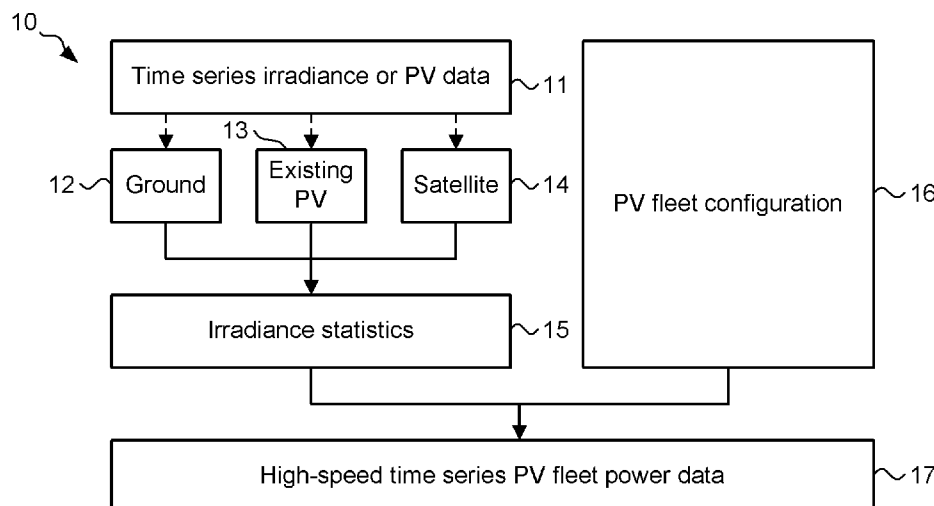 10
Time series irradiance or PV data
11
12
Ground
13
Existing
PV
Satellite
14
PV fleet configuration
16
Irradiance statistics
15
High-speed time series PV fleet power data
17